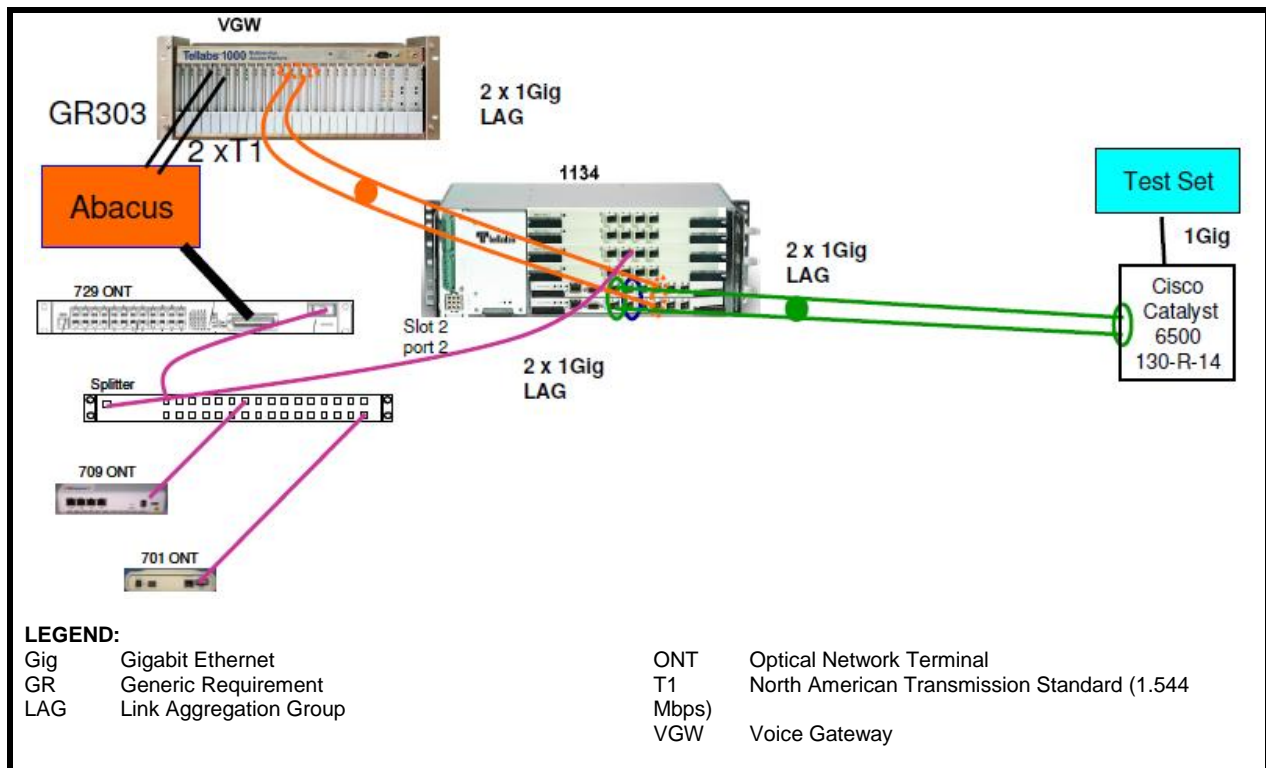 VGW
Tellabs 1000
GR303
2 xT1
2 x 1Gig
LAG
Abacus
1134
Tellabs
Test Set
1Gig
2 x 1Gig
LAG
Cisco
Catalyst
6500
130-R-14
729 ONT
Slot 2
port 2
2 x 1Gig
LAG
Splitter
709 ONT
701 ONT
LEGEND:
Gig Gigabit Ethernet
GR Generic Requirement
LAG Link Aggregation Group
ONT Optical Network Terminal
T1 North American Transmission Standard (1.544
Mbps)
VGW Voice Gateway